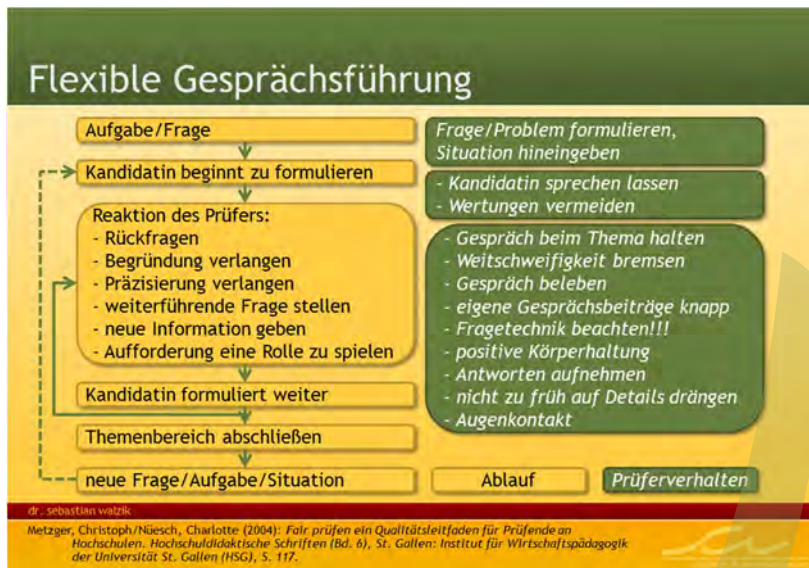 Flexible Gesprächsführung
Aufgabe/Frage
Kandidatin beginnt zu formulieren
Reaktion des Prüfers:
- Rückfragen
- Begründung verlangen
- Präzisierung verlangen
- weiterführende Frage stellen
- neue Information geben
- Aufforderung eine Rolle zu spielen
Kandidatin formuliert weiter
Themenbereich abschließen
neue Frage/Aufgabe/Situation
Frage/Problem formulieren,
Situation hineingeben
- Kandidatin sprechen lassen
- Wertungen vermeiden
- Gespräch beim Thema halten
- Weitschweifigkeit bremsen
- Gespräch beleben
- eigene Gesprächsbeiträge knapp
- Fragetechnik beachten!!!
- positive Körperhaltung
- Antworten aufnehmen
- nicht zu früh auf Details drängen
- Augenkontakt
Ablauf
Prüferverhalten
dr. sebastian walzik
Metzger, Christoph/Nüesch, Charlotte (2004): Fair prüfen ein Qualitätsleitfaden für Prüfende an
Hochschulen. Hochschuldidaktische Schriften (Bd. 6), St. Gallen: Institut für Wirtschaftspädagogik
der Universität St. Gallen (HSG), S. 117.